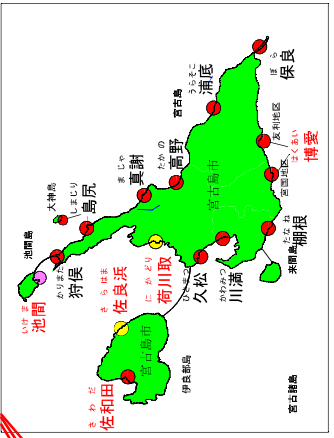 ほ ら
保良
うらそこ
浦底
宮古島
友利地区
はくあい
博愛
宮国地区
たかの
高野
ま じゃ
真謝
大神島
しまじり
島尻
池間島
いけま
池間
かりまた
狩俣
宮古島市
たなね
棚根
来間島
かわみつ
川満
ひさまつ
久松
に かどり
荷川取
さ らはま
佐良浜
宮古島市
さ わ だ
佐和田
伊良部島
宮古諸島